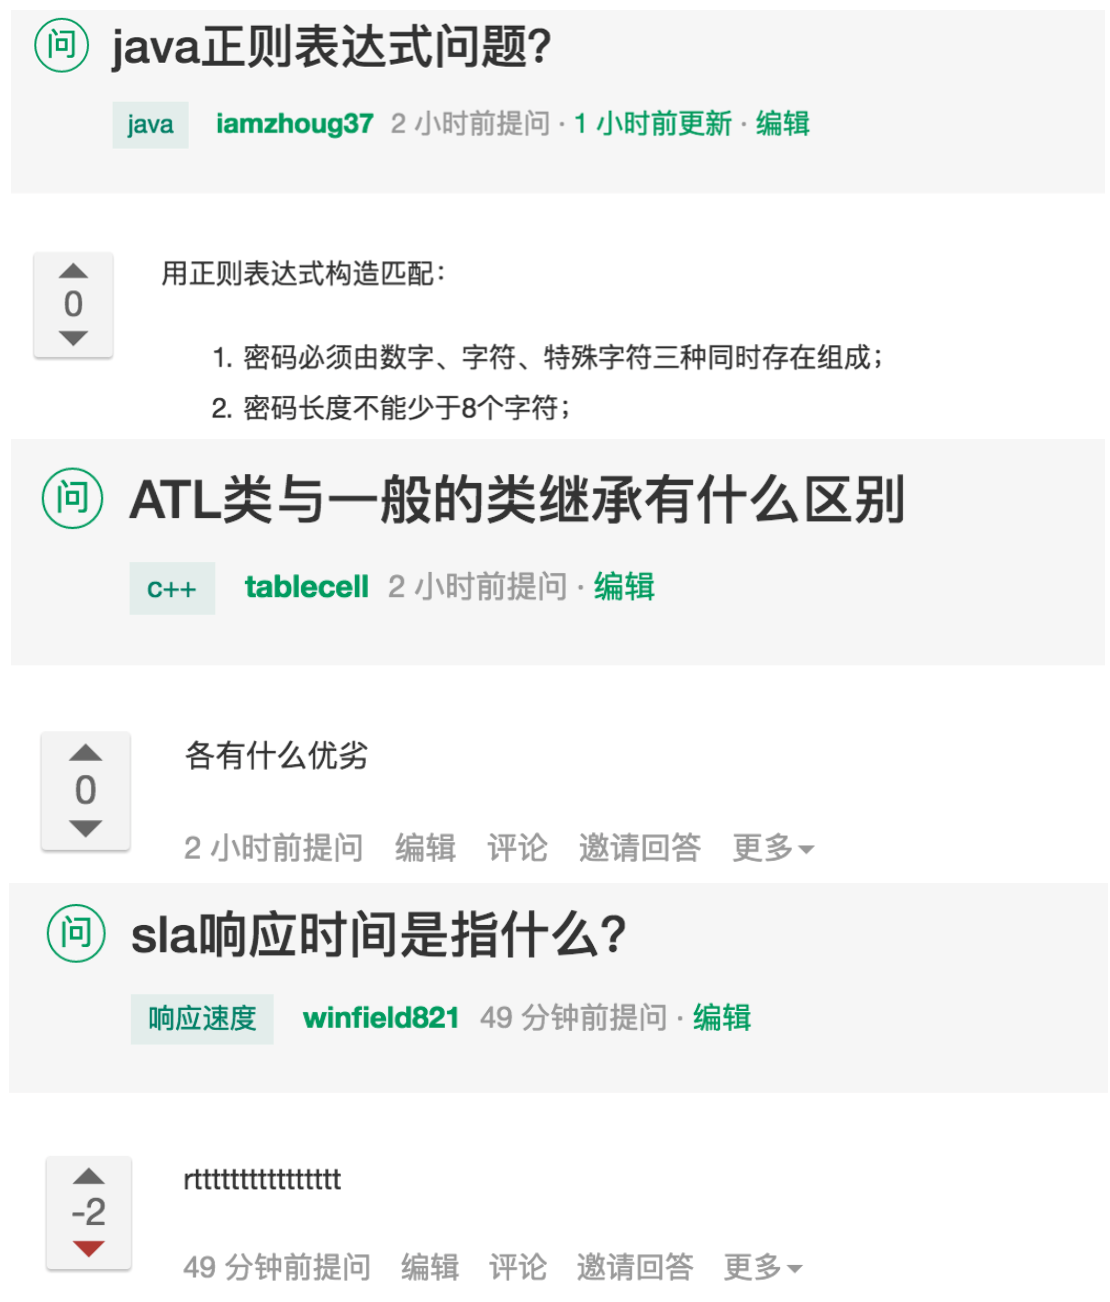 问 java正则表达式问题?
java iamzhoug37 2 小时前提问 · 1 小时前更新 · 编辑
用正则表达式构造匹配：
0
1. 密码必须由数字、字符、特殊字符三种同时存在组成；
2. 密码长度不能少于8个字符；
问 ATL类与一般的类继承有什么区别
c++ tablecell 2 小时前提问 · 编辑
各有什么优劣
0
2 小时前提问 编辑 评论 邀请回答 更多
问 sla响应时间是指什么?
响应速度 winfield821 49 分钟前提问 · 编辑
rtttttttttttttttt
-2
49 分钟前提问 编辑 评论 邀请回答 更多